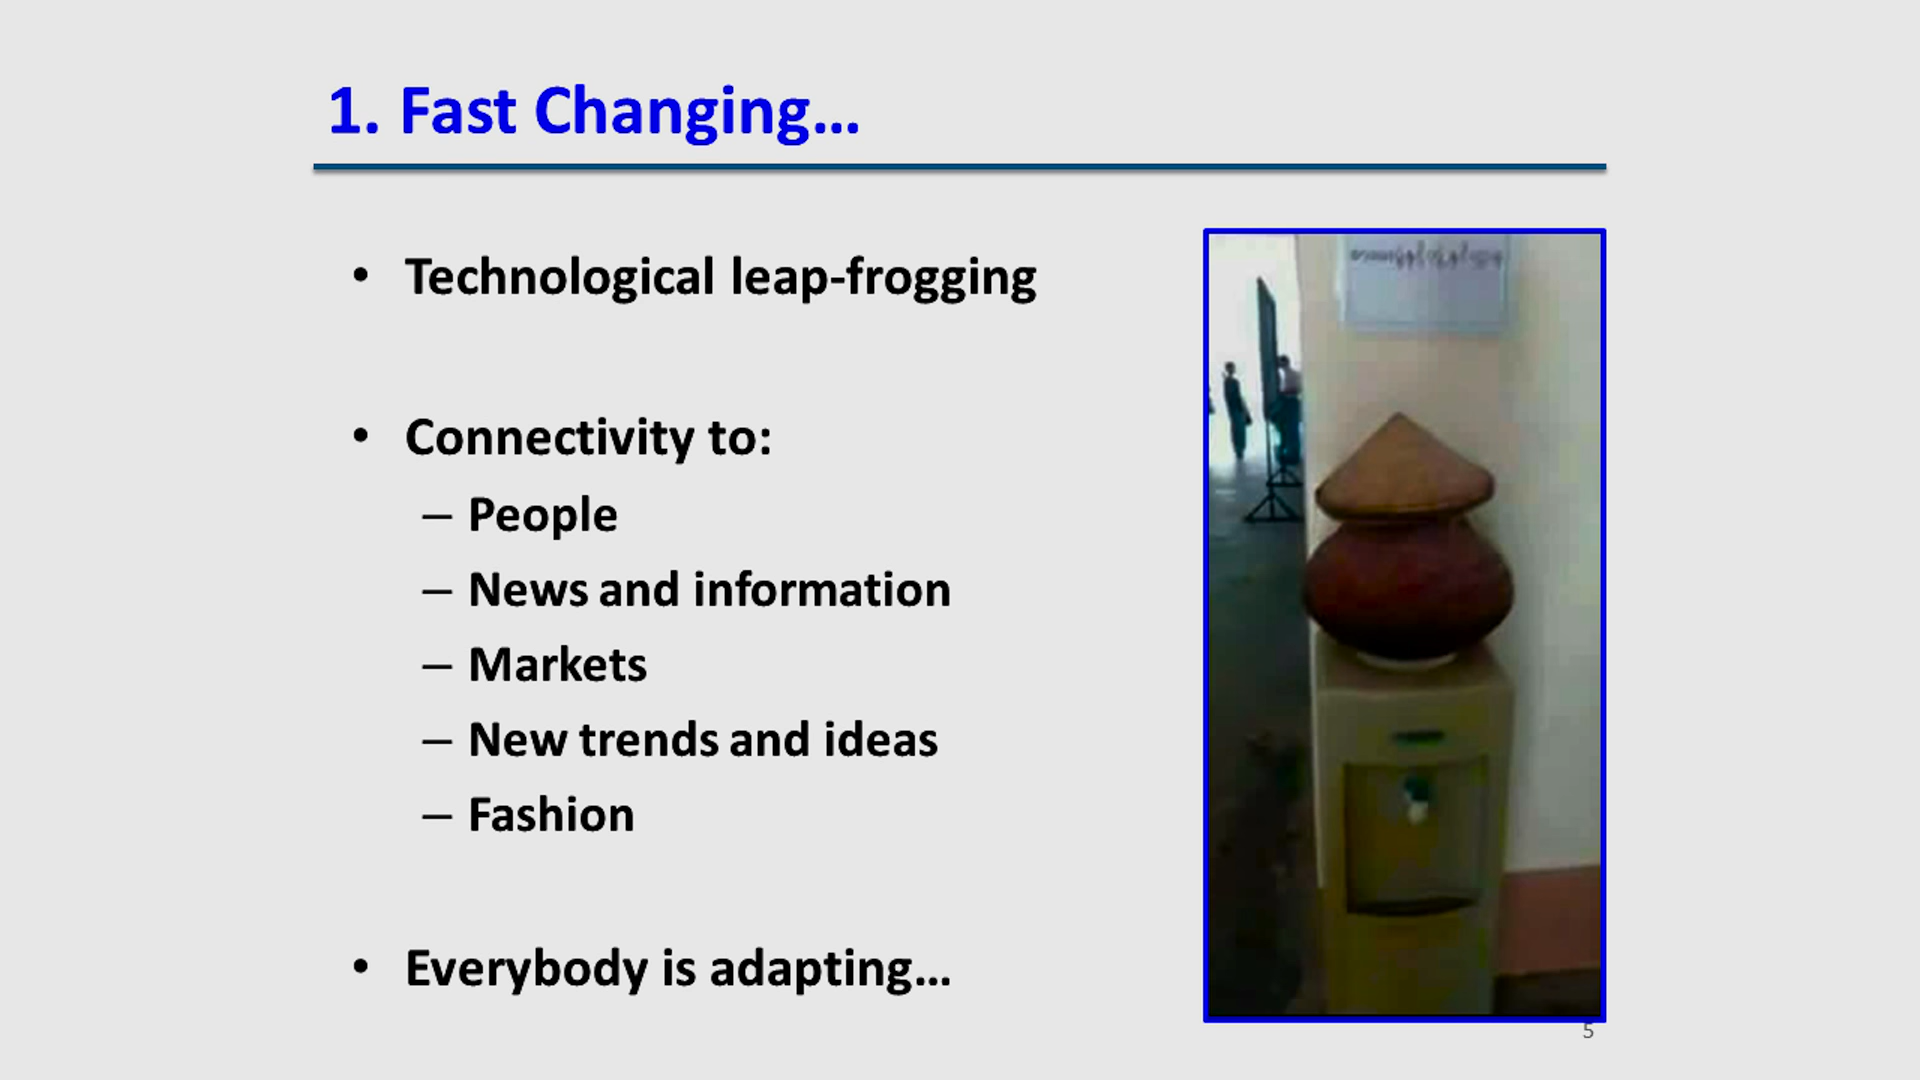 1. Fast Changing...
• Technological leap-frogging
• Connectivity to:
– People
– News and information
– Markets
– New trends and ideas
– Fashion
• Everybody is adapting...
5